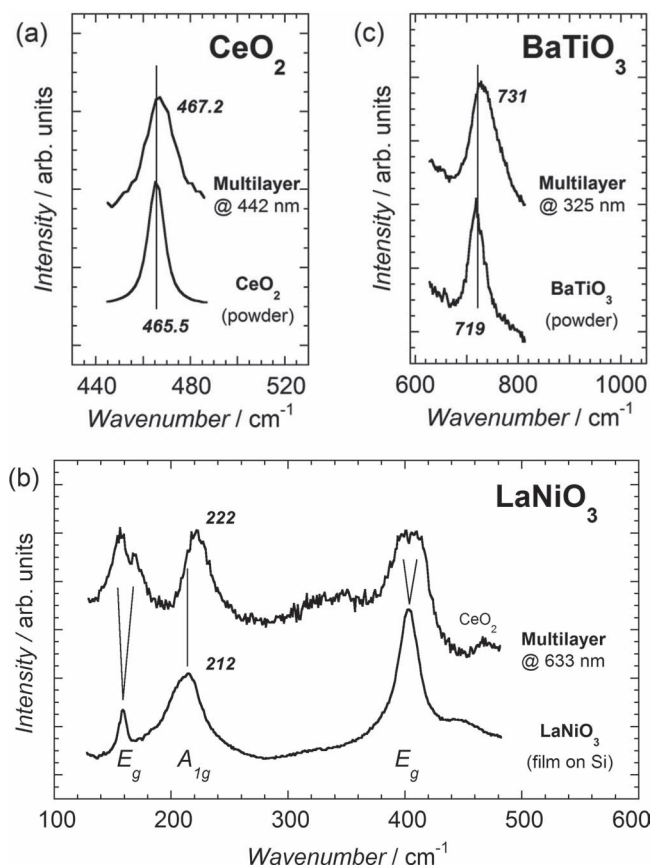 (a)
CeO2
467.2
Multilayer
@ 442 nm
CeO2
(powder)
465.5
Intensity / arb. units
440 480 520
Wavenumber / cm-1
(c)
BaTiO3
731
Multilayer
@ 325 nm
BaTiO3
(powder)
719
Intensity / arb. units
600 800 1000
Wavenumber / cm-1
(b)
LaNiO3
222
CeO2
Multilayer
@ 633 nm
212
LaNiO3
(film on Si)
Eg A1g Eg
Intensity / arb. units
100 200 300 400 500 600
Wavenumber / cm-1